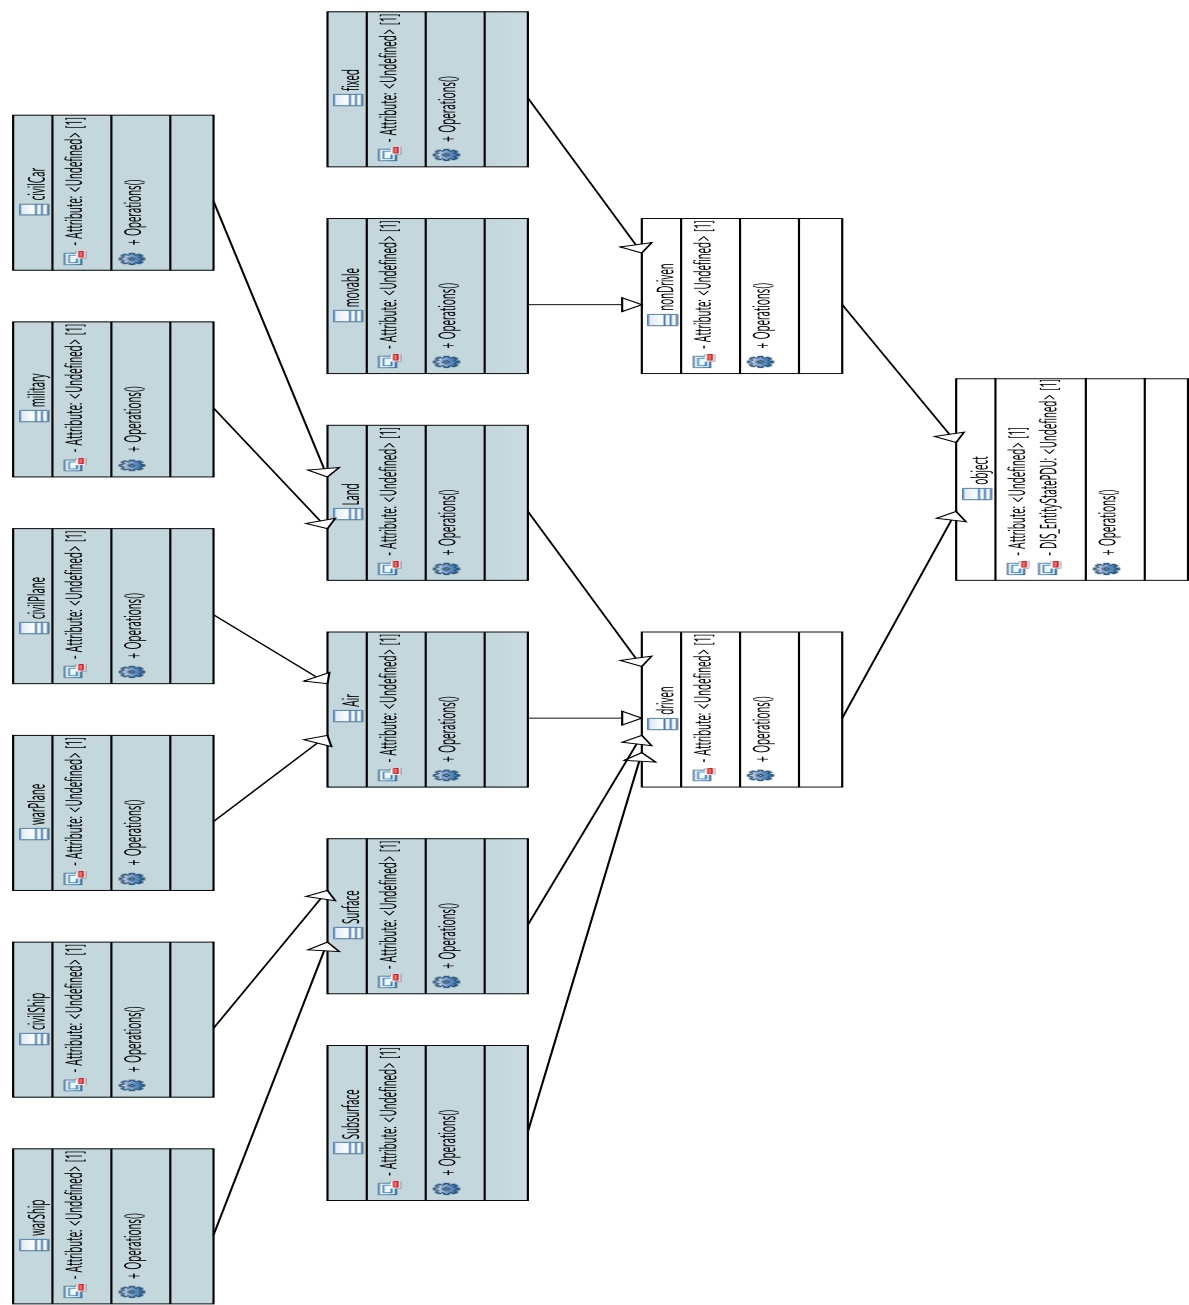 civilCar
- Attribute: <Undefined> [1]
+ Operations()
military
- Attribute: <Undefined> [1]
+ Operations()
civilPlane
- Attribute: <Undefined> [1]
+ Operations()
warPlane
- Attribute: <Undefined> [1]
+ Operations()
civilShip
- Attribute: <Undefined> [1]
+ Operations()
warShip
- Attribute: <Undefined> [1]
+ Operations()
fixed
- Attribute: <Undefined> [1]
+ Operations()
movable
- Attribute: <Undefined> [1]
+ Operations()
Land
- Attribute: <Undefined> [1]
+ Operations()
Air
- Attribute: <Undefined> [1]
+ Operations()
Surface
- Attribute: <Undefined> [1]
+ Operations()
Subsurface
- Attribute: <Undefined> [1]
+ Operations()
nonDriven
- Attribute: <Undefined> [1]
+ Operations()
driven
- Attribute: <Undefined> [1]
+ Operations()
object
- Attribute: <Undefined> [1]
- DIS_EntityStatePDU: <Undefined> [1]
+ Operations()